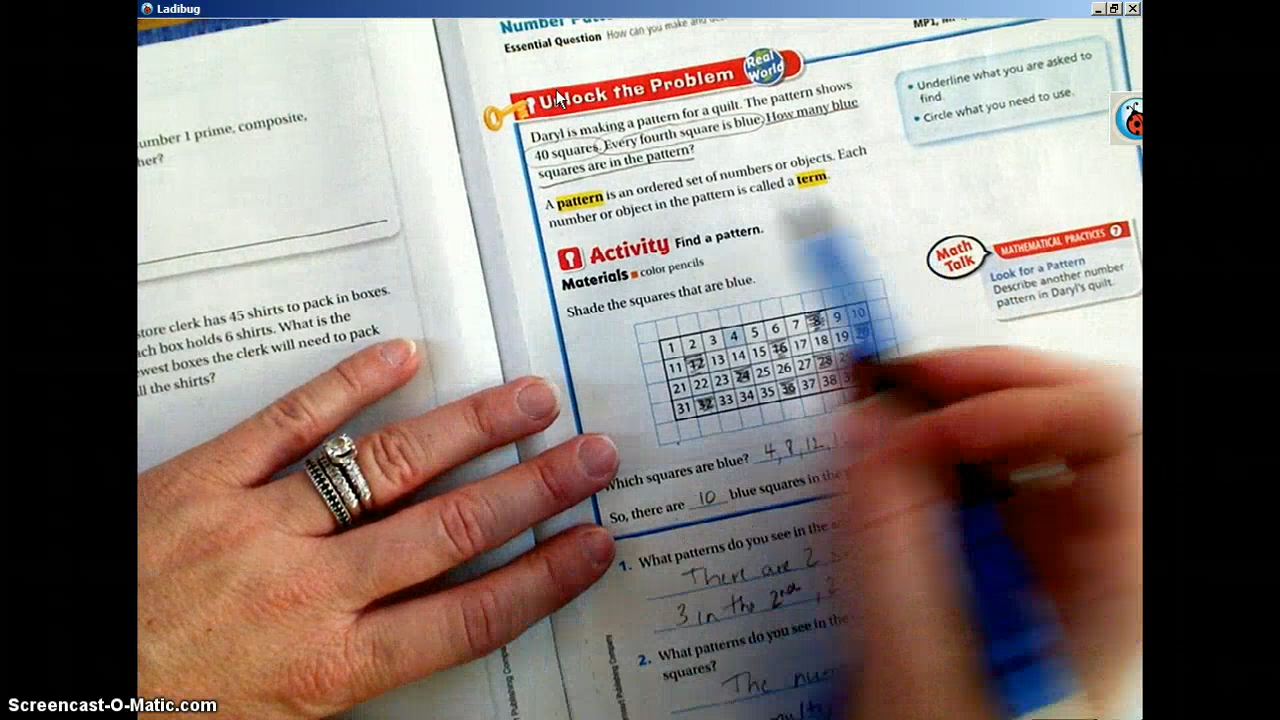 Ladibug
Number
Essential Question How can you make and
MP1,
Unlock the Problem
Real World
Daryl is making a pattern for a quilt. The pattern shows
40 squares. Every fourth square is blue. How many blue
squares are in the pattern?
• Underline what you are asked to
find.
• Circle what you need to use.
A pattern is an ordered set of numbers or objects. Each
number or object in the pattern is called a term.
Activity Find a pattern.
Materials ■ color pencils
Shade the squares that are blue.
Math
Talk
MATHEMATICAL PRACTICES 7
Look for a Pattern
Describe another number
pattern in Daryl's quilt.
1 2 3 4 5 6 7 8 9 10
11 12 13 14 15 16 17 18 19 20
21 22 23 24 25 26 27 28
31 32 33 34 35 36 37 38
Which squares are blue? 4, 8, 12,
So, there are 10 blue squares in the
1. What patterns do you see in the
There are 2
3 in the 2nd,
2. What patterns do you see in the
squares?
The
number 1 prime, composite,
store clerk has 45 shirts to pack in boxes.
box holds 6 shirts. What is the
boxes the clerk will need to pack
the shirts?
Screencast-O-Matic.com